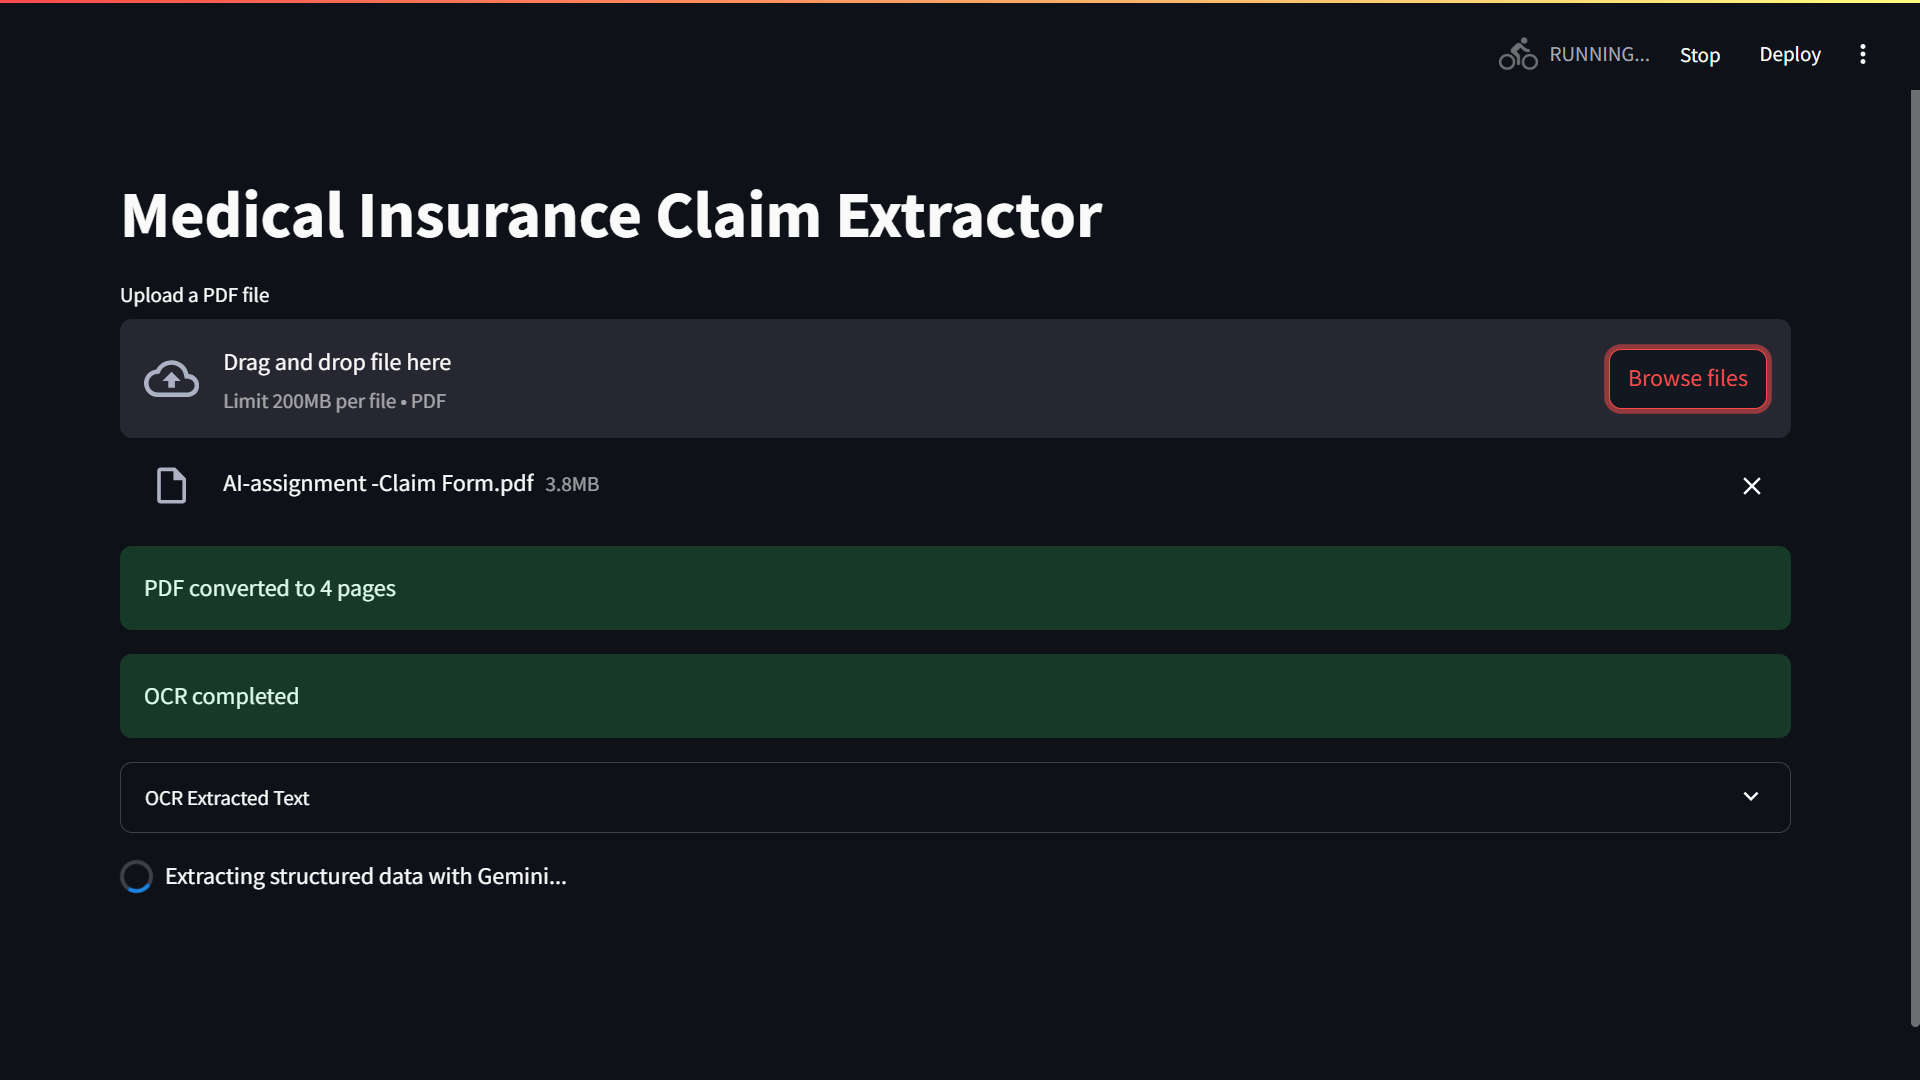 RUNNING...
Stop
Deploy
Medical Insurance Claim Extractor
Upload a PDF file
Drag and drop file here
Limit 200MB per file • PDF
Browse files
AI-assignment -Claim Form.pdf 3.8MB
PDF converted to 4 pages
OCR completed
OCR Extracted Text
Extracting structured data with Gemini...